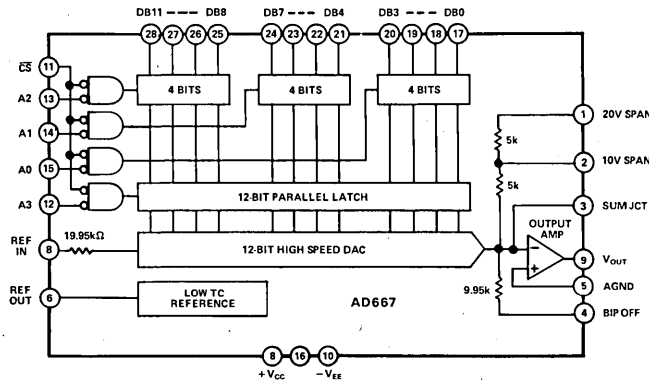 DB11 ---- DB8
DB7 ---- DB4
DB3 ---- DB0
28 27 26 25
24 23 22 21
20 19 18 17
CS 11
A2 13
A1 14
A0 15
A3 12
4 BITS
4 BITS
4 BITS
12-BIT PARALLEL LATCH
REF IN 8
19.95kΩ
12-BIT HIGH SPEED DAC
REF OUT 6
LOW TC
REFERENCE
AD667
5k
5k
9.95k
OUTPUT
AMP
−
+
1 20V SPAN
2 10V SPAN
3 SUM JCT
9 VOUT
5 AGND
4 BIP OFF
8 16 10
+VCC −VEE